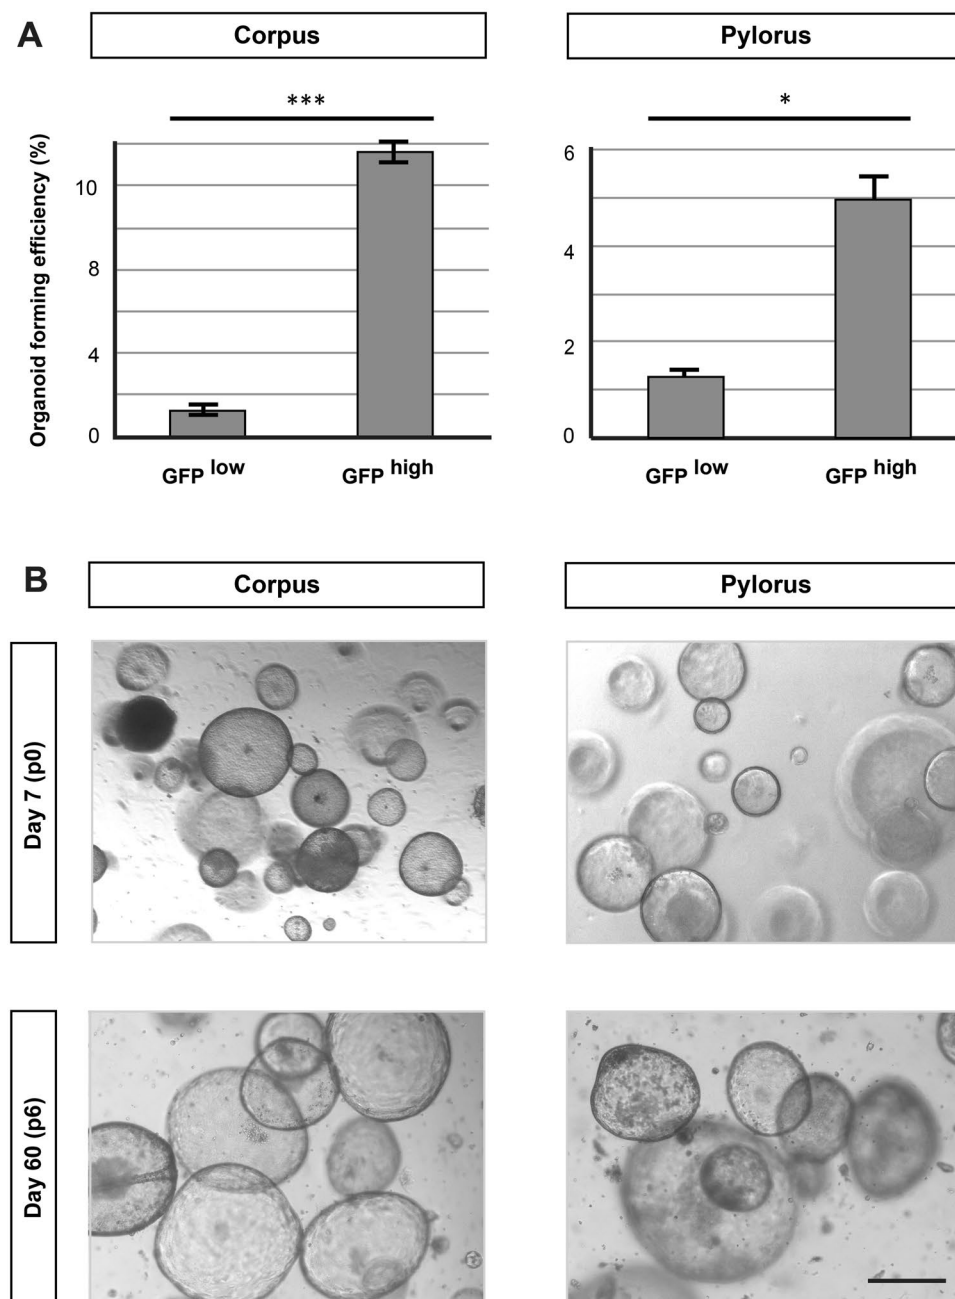 A
Corpus
Pylorus
***
*
Organoid forming efficiency (%)
10
8
4
0
6
4
2
0
GFP low
GFP high
GFP low
GFP high
B
Corpus
Pylorus
Day 7 (p0)
Day 60 (p6)